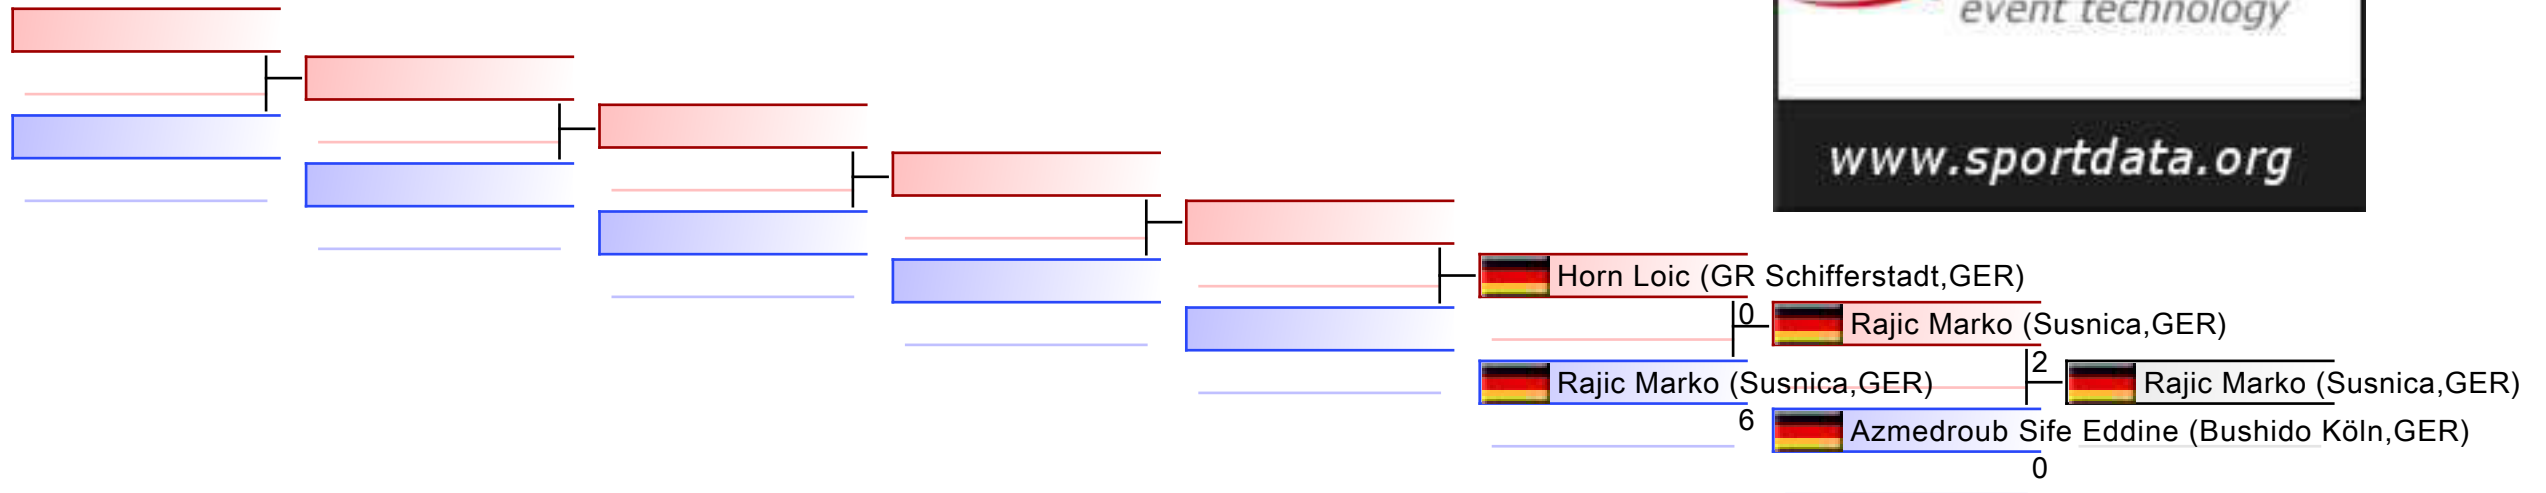 event technology
www.sportdata.org
Horn Loic (GR Schifferstadt,GER)
0
Rajic Marko (Susnica,GER)
2
Rajic Marko (Susnica,GER)
Rajic Marko (Susnica,GER)
6
Azmedroub Sife Eddine (Bushido Köln,GER)
0